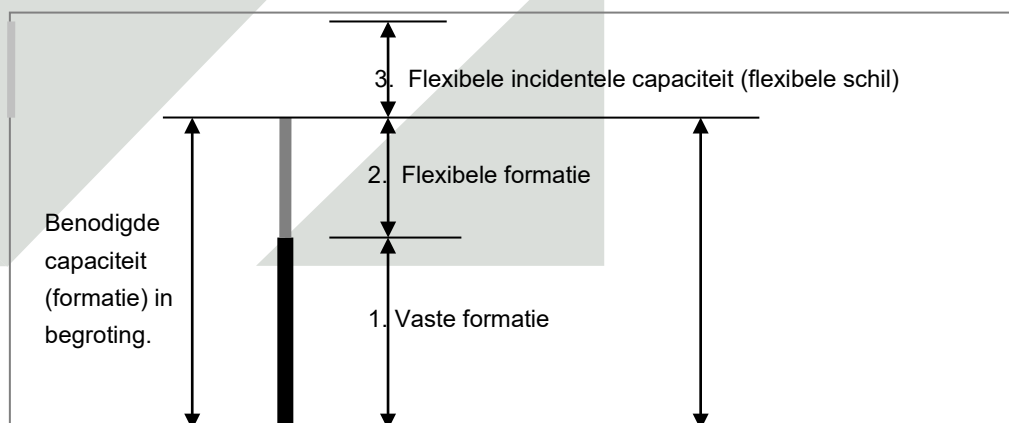 3. Flexibele incidentele capaciteit (flexibele schil)
2. Flexibele formatie
Benodigde
capaciteit
(formatie) in
begroting.
1. Vaste formatie